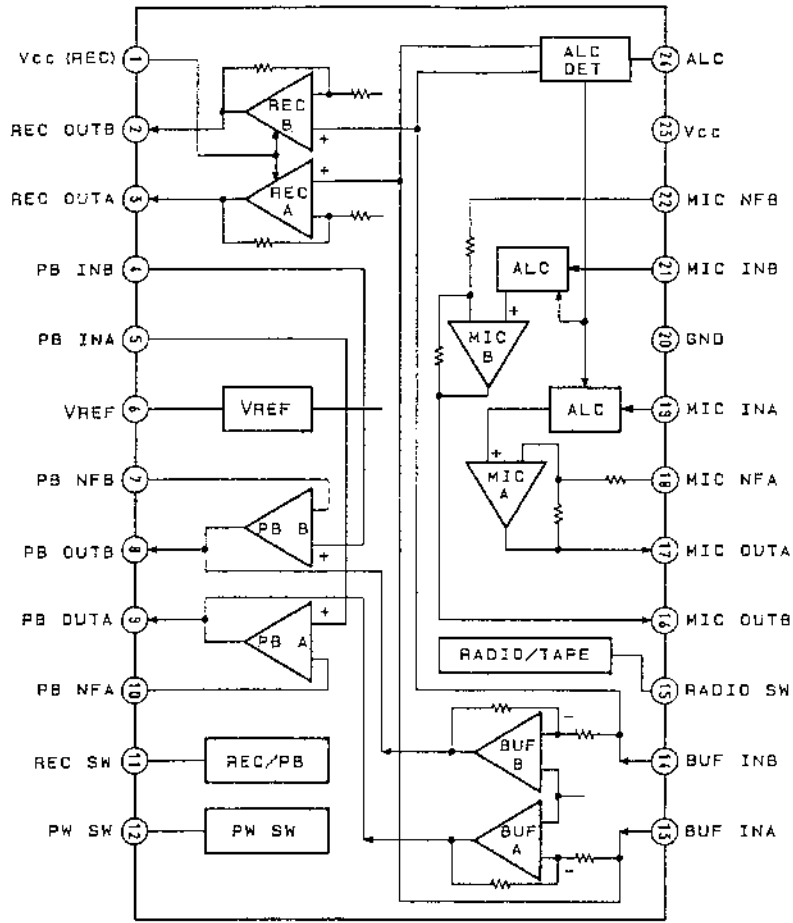 Vcc (REC) 1
REC OUTB 2
REC OUTA 3
PB INB 4
PB INA 5
VREF 6
PB NFB 7
PB OUTB 8
PB OUTA 9
PB NFA 10
REC SW 11
PW SW 12
REC B
+
+
REC A
VREF
PB B
+
+
PB A
REC/PB
PW SW
ALC DET
ALC
+
MIC B
ALC
+
MIC A
RADIO/TAPE
−
BUF B
BUF A
−
24 ALC
23 Vcc
22 MIC NFB
21 MIC INB
20 GND
19 MIC INA
18 MIC NFA
17 MIC OUTA
16 MIC OUTB
15 RADIO SW
14 BUF INB
13 BUF INA